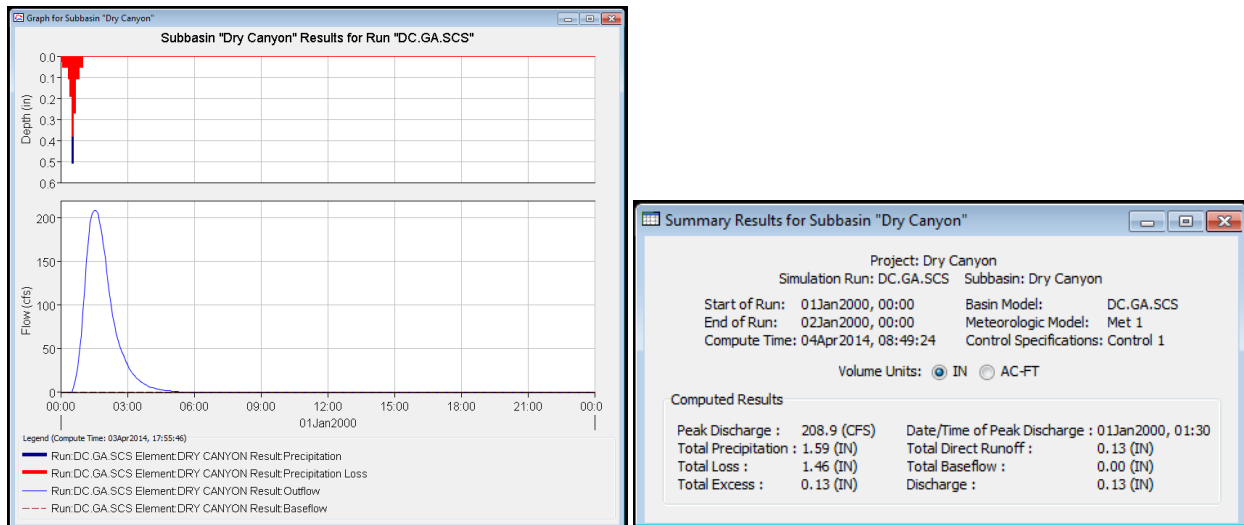 Graph for Subbasin "Dry Canyon"
Subbasin "Dry Canyon" Results for Run "DC.GA.SCS"
0.0
0.1
0.2
0.3
0.4
0.5
0.6
Depth (in)
200
150
100
50
0
Flow (cfs)
00:00 03:00 06:00 09:00 12:00 15:00 18:00 21:00 00:0
01Jan2000
Legend (Compute Time: 03Apr2014, 17:55:46)
Run:DC.GA.SCS Element:DRY CANYON Result:Precipitation
Run:DC.GA.SCS Element:DRY CANYON Result:Precipitation Loss
Run:DC.GA.SCS Element:DRY CANYON Result:Outflow
Run:DC.GA.SCS Element:DRY CANYON Result:Baseflow
Summary Results for Subbasin "Dry Canyon"
Project: Dry Canyon
Simulation Run: DC.GA.SCS Subbasin: Dry Canyon
Start of Run: 01Jan2000, 00:00 Basin Model: DC.GA.SCS
End of Run: 02Jan2000, 00:00 Meteorologic Model: Met 1
Compute Time: 04Apr2014, 08:49:24 Control Specifications: Control 1
Volume Units: IN AC-FT
Computed Results
Peak Discharge : 208.9 (CFS) Date/Time of Peak Discharge : 01Jan2000, 01:30
Total Precipitation : 1.59 (IN) Total Direct Runoff : 0.13 (IN)
Total Loss : 1.46 (IN) Total Baseflow : 0.00 (IN)
Total Excess : 0.13 (IN) Discharge : 0.13 (IN)